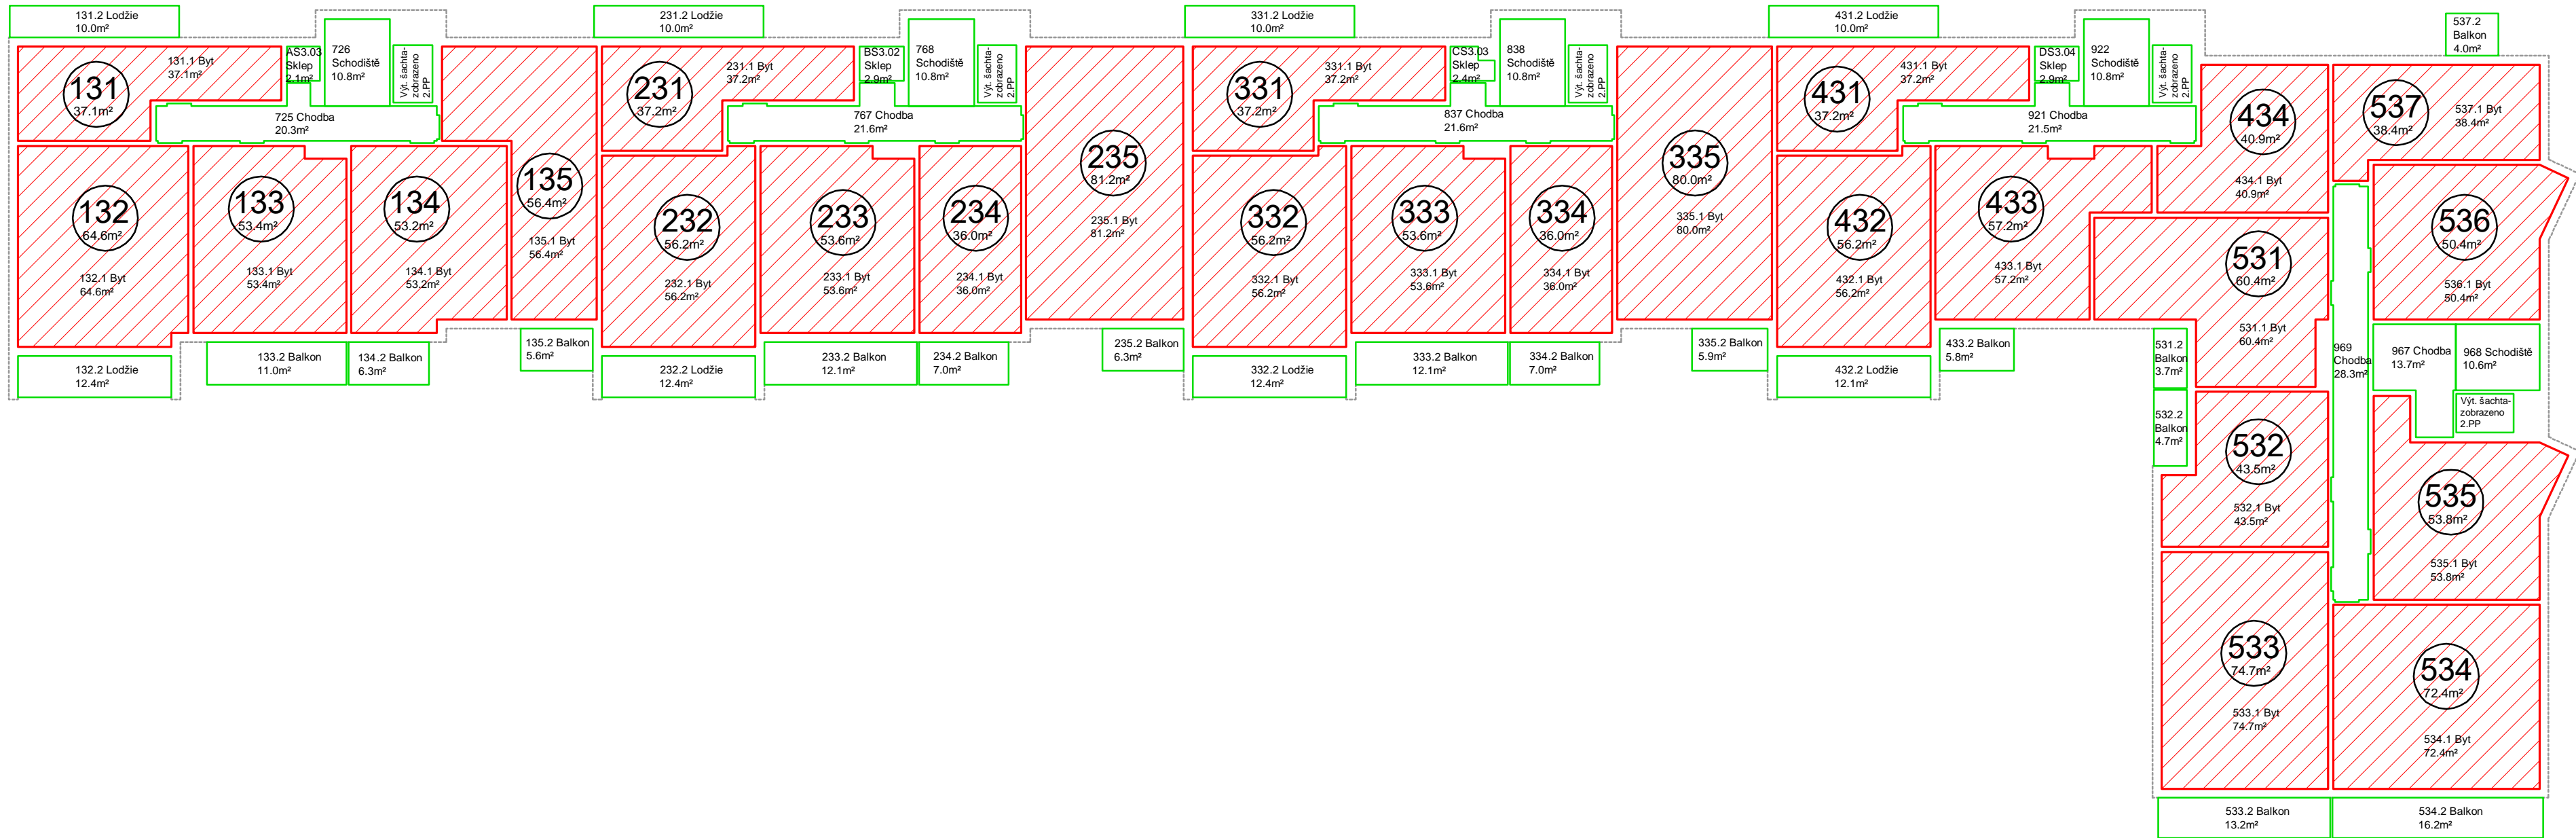 131.2 Lodžie
10.0m²
231.2 Lodžie
10.0m²
331.2 Lodžie
10.0m²
431.2 Lodžie
10.0m²
537.2
Balkon
4.0m²
131
37.1m²
131.1 Byt
37.1m²
AS3.03
Sklep
2.1m²
726
Schodiště
10.8m²
Výt. šachta-
zobrazeno
2.PP
725 Chodba
20.3m²
132
64.6m²
132.1 Byt
64.6m²
132.2 Lodžie
12.4m²
133
53.4m²
133.1 Byt
53.4m²
133.2 Balkon
11.0m²
134
53.2m²
134.1 Byt
53.2m²
134.2 Balkon
6.3m²
135
56.4m²
135.1 Byt
56.4m²
135.2 Balkon
5.6m²
231
37.2m²
231.1 Byt
37.2m²
BS3.02
Sklep
2.9m²
768
Schodiště
10.8m²
Výt. šachta-
zobrazeno
2.PP
767 Chodba
21.6m²
232
56.2m²
232.1 Byt
56.2m²
232.2 Lodžie
12.4m²
233
53.6m²
233.1 Byt
53.6m²
233.2 Balkon
12.1m²
234
36.0m²
234.1 Byt
36.0m²
234.2 Balkon
7.0m²
235
81.2m²
235.1 Byt
81.2m²
235.2 Balkon
6.3m²
331
37.2m²
331.1 Byt
37.2m²
CS3.03
Sklep
2.4m²
838
Schodiště
10.8m²
Výt. šachta-
zobrazeno
2.PP
837 Chodba
21.6m²
332
56.2m²
332.1 Byt
56.2m²
332.2 Lodžie
12.4m²
333
53.6m²
333.1 Byt
53.6m²
333.2 Balkon
12.1m²
334
36.0m²
334.1 Byt
36.0m²
334.2 Balkon
7.0m²
335
80.0m²
335.1 Byt
80.0m²
335.2 Balkon
5.9m²
431
37.2m²
431.1 Byt
37.2m²
DS3.04
Sklep
2.9m²
922
Schodiště
10.8m²
Výt. šachta-
zobrazeno
2.PP
921 Chodba
21.5m²
432
56.2m²
432.1 Byt
56.2m²
432.2 Lodžie
12.1m²
433
57.2m²
433.1 Byt
57.2m²
433.2 Balkon
5.8m²
434
40.9m²
434.1 Byt
40.9m²
537
38.4m²
537.1 Byt
38.4m²
536
50.4m²
536.1 Byt
50.4m²
531
60.4m²
531.1 Byt
60.4m²
531.2
Balkon
3.7m²
969
Chodba
28.3m²
967 Chodba
13.7m²
968 Schodiště
10.6m²
Výt. šachta-
zobrazeno
2.PP
532.2
Balkon
4.7m²
532
43.5m²
532.1 Byt
43.5m²
535
53.8m²
535.1 Byt
53.8m²
533
74.7m²
533.1 Byt
74.7m²
534
72.4m²
534.1 Byt
72.4m²
533.2 Balkon
13.2m²
534.2 Balkon
16.2m²